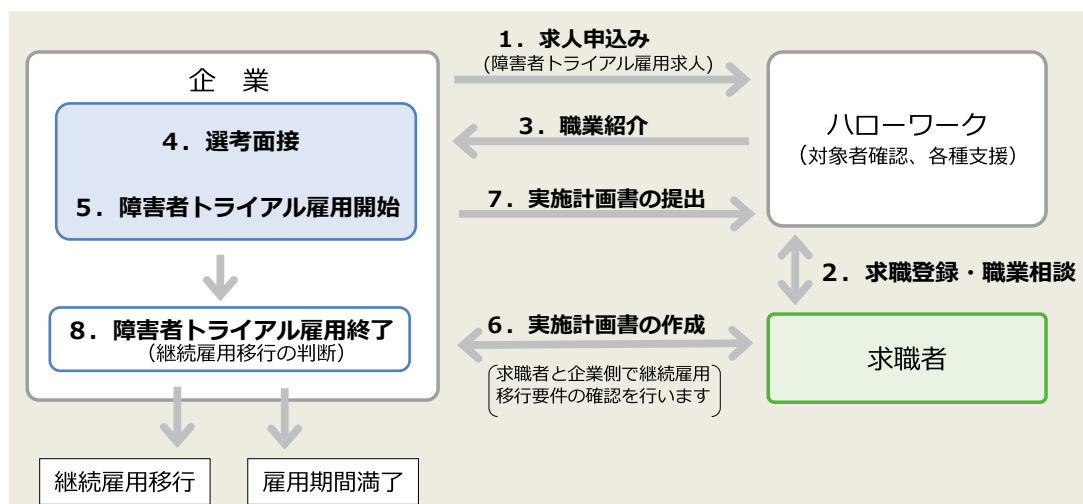 1．求人申込み
(障害者トライアル雇用求人)
企　業
4．選考面接
5．障害者トライアル雇用開始
8．障害者トライアル雇用終了
（継続雇用移行の判断）
継続雇用移行
雇用期間満了
3．職業紹介
7．実施計画書の提出
6．実施計画書の作成
求職者と企業側で継続雇用
移行要件の確認を行います
ハローワーク
（対象者確認、各種支援）
2．求職登録・職業相談
求職者